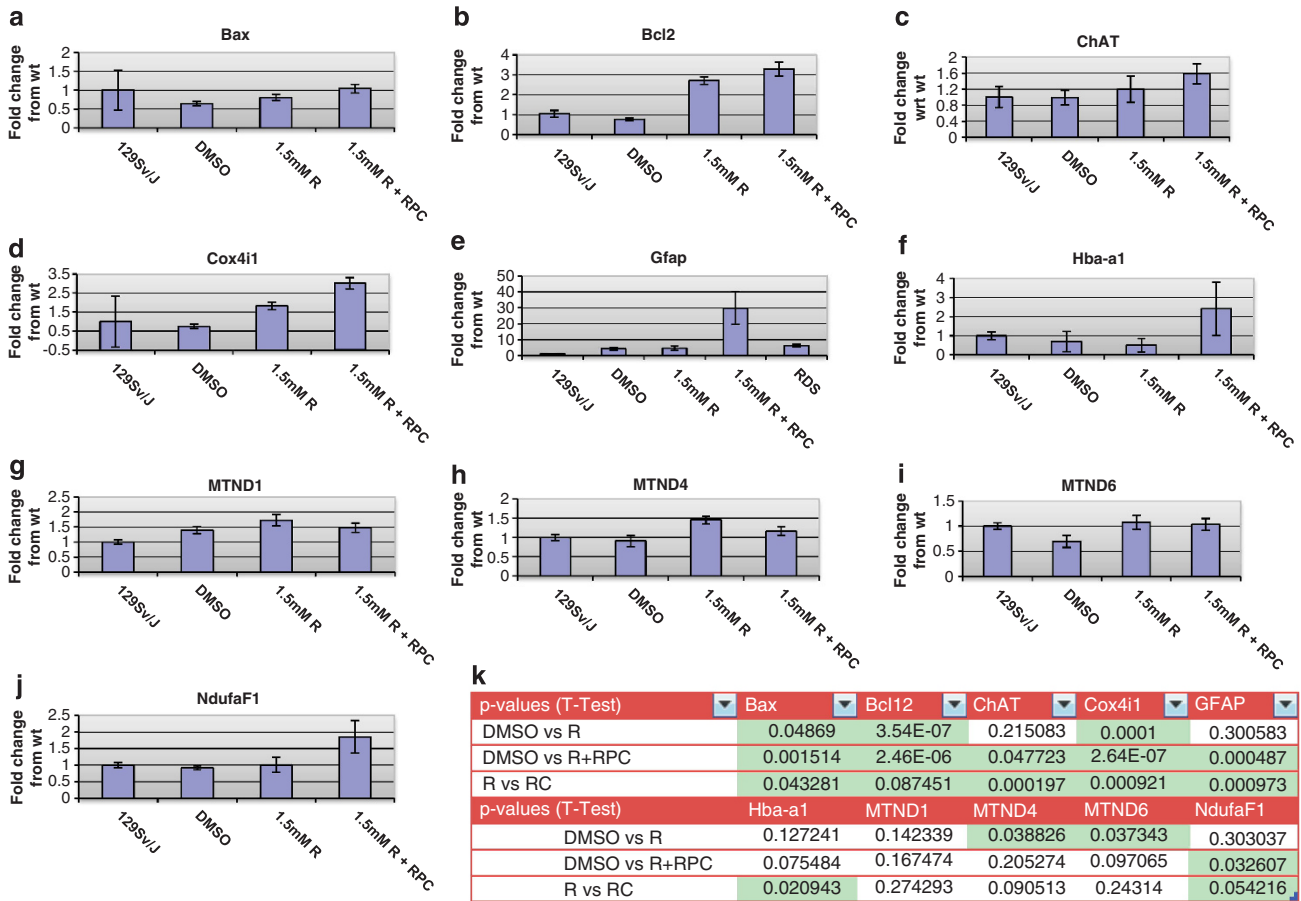 a
Bax
Fold change
from wt
2
1.5
1
0.5
0
129Sv/J
DMSO
1.5mM R
1.5mM R + RPC
b
Bcl2
Fold change
from wt
4
3
2
1
0
129Sv/J
DMSO
1.5mM R
1.5mM R + RPC
c
ChAT
Fold change
wrt wt
2
1.6
1.2
0.8
0.4
0
129Sv/J
DMSO
1.5mM R
1.5mM R + RPC
d
Cox4i1
Fold change
from wt
3.5
2.5
1.5
0.5
-0.5
129Sv/J
DMSO
1.5mM R
1.5mM R + RPC
e
Gfap
Fold change
from wt
50
40
30
20
10
0
129Sv/J
DMSO
1.5mM R
1.5mM R + RPC
RDS
f
Hba-a1
Fold change
from wt
4
3
2
1
0
129Sv/J
DMSO
1.5mM R
1.5mM R + RPC
g
MTND1
Fold change
from wt
2.5
2
1.5
1
0.5
0
129Sv/J
DMSO
1.5mM R
1.5mM R + RPC
h
MTND4
Fold change
from wt
2
1.5
1
0.5
0
129Sv/J
DMSO
1.5mM R
1.5mM R + RPC
i
MTND6
Fold change
from wt
1.5
1
0.5
0
129Sv/J
DMSO
1.5mM R
1.5mM R + RPC
j
NdufaF1
Fold change
from wt
2.5
2
1.5
1
0.5
0
129Sv/J
DMSO
1.5mM R
1.5mM R + RPC
k
p-values (T-Test) Bax Bcl12 ChAT Cox4i1 GFAP
DMSO vs R 0.04869 3.54E-07 0.215083 0.0001 0.300583
DMSO vs R+RPC 0.001514 2.46E-06 0.047723 2.64E-07 0.000487
R vs RC 0.043281 0.087451 0.000197 0.000921 0.000973
p-values (T-Test) Hba-a1 MTND1 MTND4 MTND6 NdufaF1
DMSO vs R 0.127241 0.142339 0.038826 0.037343 0.303037
DMSO vs R+RPC 0.075484 0.167474 0.205274 0.097065 0.032607
R vs RC 0.020943 0.274293 0.090513 0.24314 0.054216